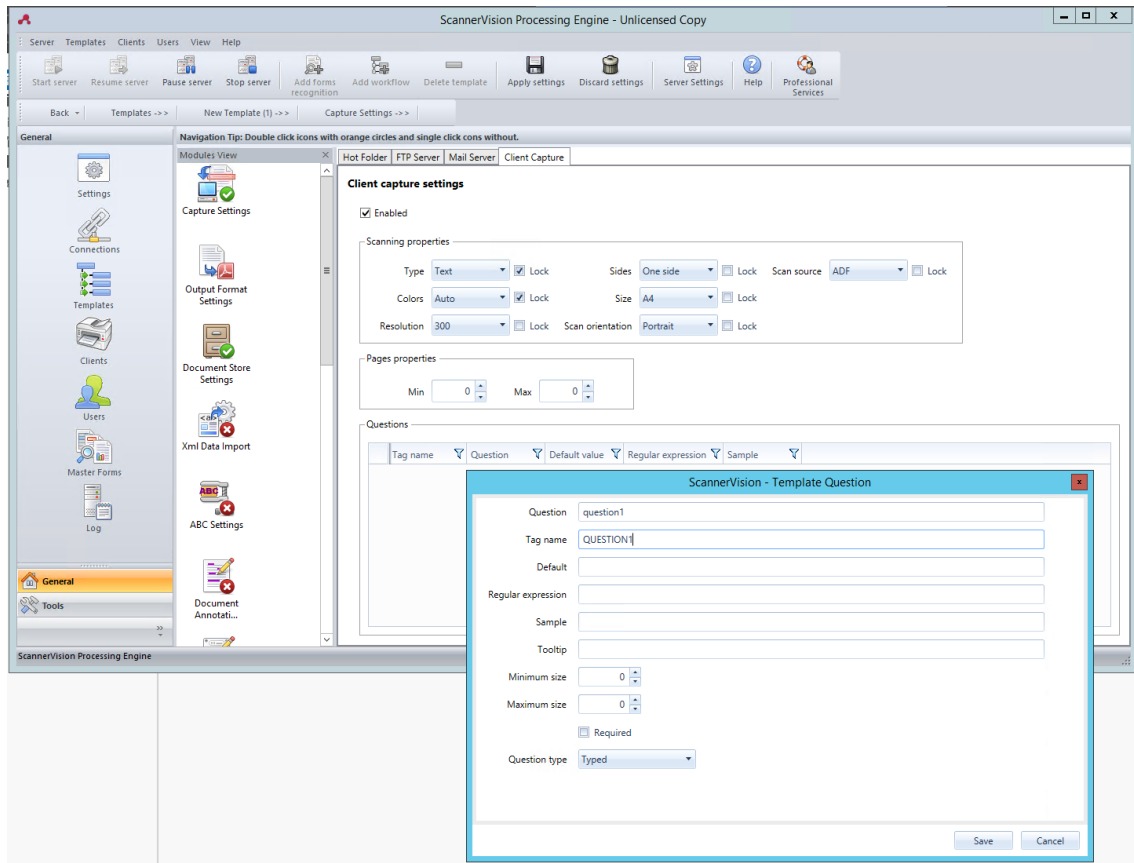 ScannerVision Processing Engine - Unlicensed Copy
Server Templates Clients Users View Help
Start server Resume server Pause server Stop server Add forms recognition Add workflow Delete template Apply settings Discard settings Server Settings Help Professional Services
Back Templates ->> New Template (1) ->> Capture Settings ->>
General
Settings
Connections
Templates
Clients
Users
Master Forms
Log
General
Tools
Navigation Tip: Double click icons with orange circles and single click cons without.
Modules View
Capture Settings
Output Format
Settings
Document Store
Settings
Xml Data Import
ABC
ABC Settings
Document
Annotati...
Hot Folder FTP Server Mail Server Client Capture
Client capture settings
Enabled
Scanning properties
Type Text Lock Sides One side Lock Scan source ADF Lock
Colors Auto Lock Size A4 Lock
Resolution 300 Lock Scan orientation Portrait Lock
Pages properties
Min 0 Max 0
Questions
Tag name Question Default value Regular expression Sample
ScannerVision - Template Question
Question question1
Tag name QUESTION1
Default
Regular expression
Sample
Tooltip
Minimum size 0
Maximum size 0
Required
Question type Typed
Save Cancel
ScannerVision Processing Engine